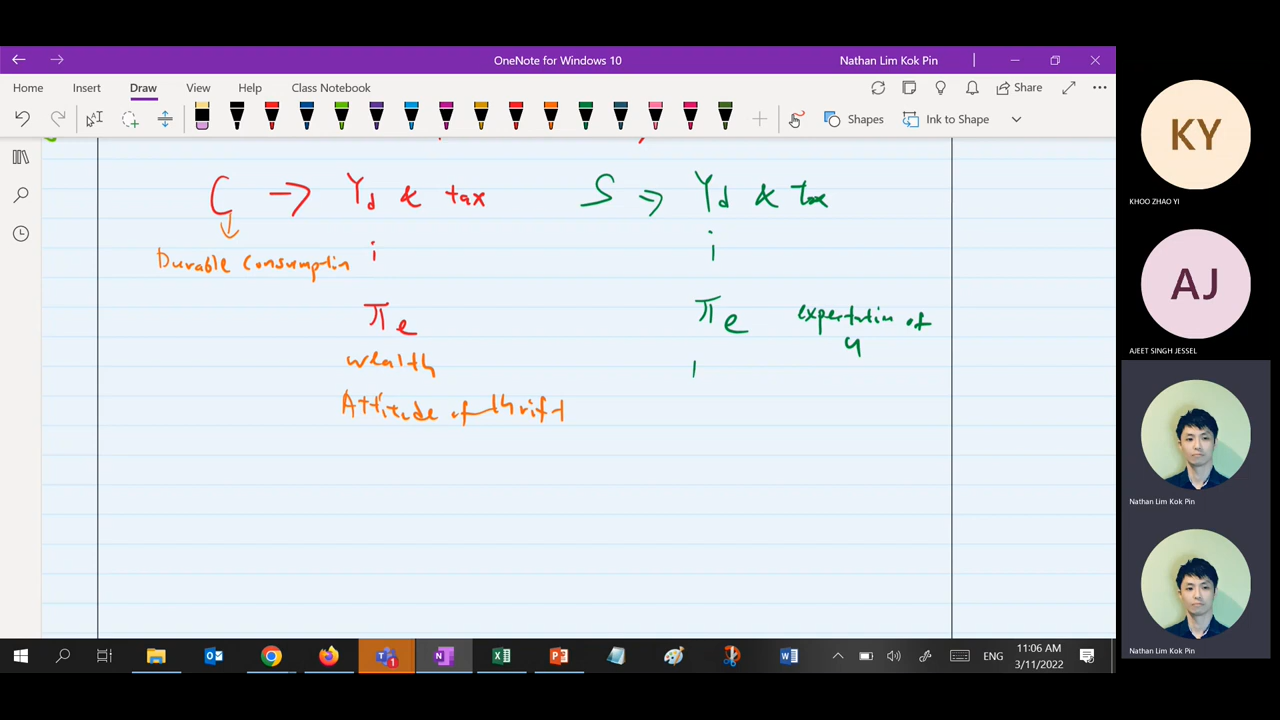 OneNote for Windows 10
Nathan Lim Kok Pin
Home Insert Draw View Help Class Notebook
Share
Shapes
Ink to Shape
C → Yd & tax
Durable Consumptin
i
πe
wealth
Attitude of thrift
S → Yd & tax
i
πe expertatin of
y
KY
KHOO ZHAO YI
AJ
AJEET SINGH JESSEL
Nathan Lim Kok Pin
Nathan Lim Kok Pin
1
ENG
11:06 AM
3/11/2022